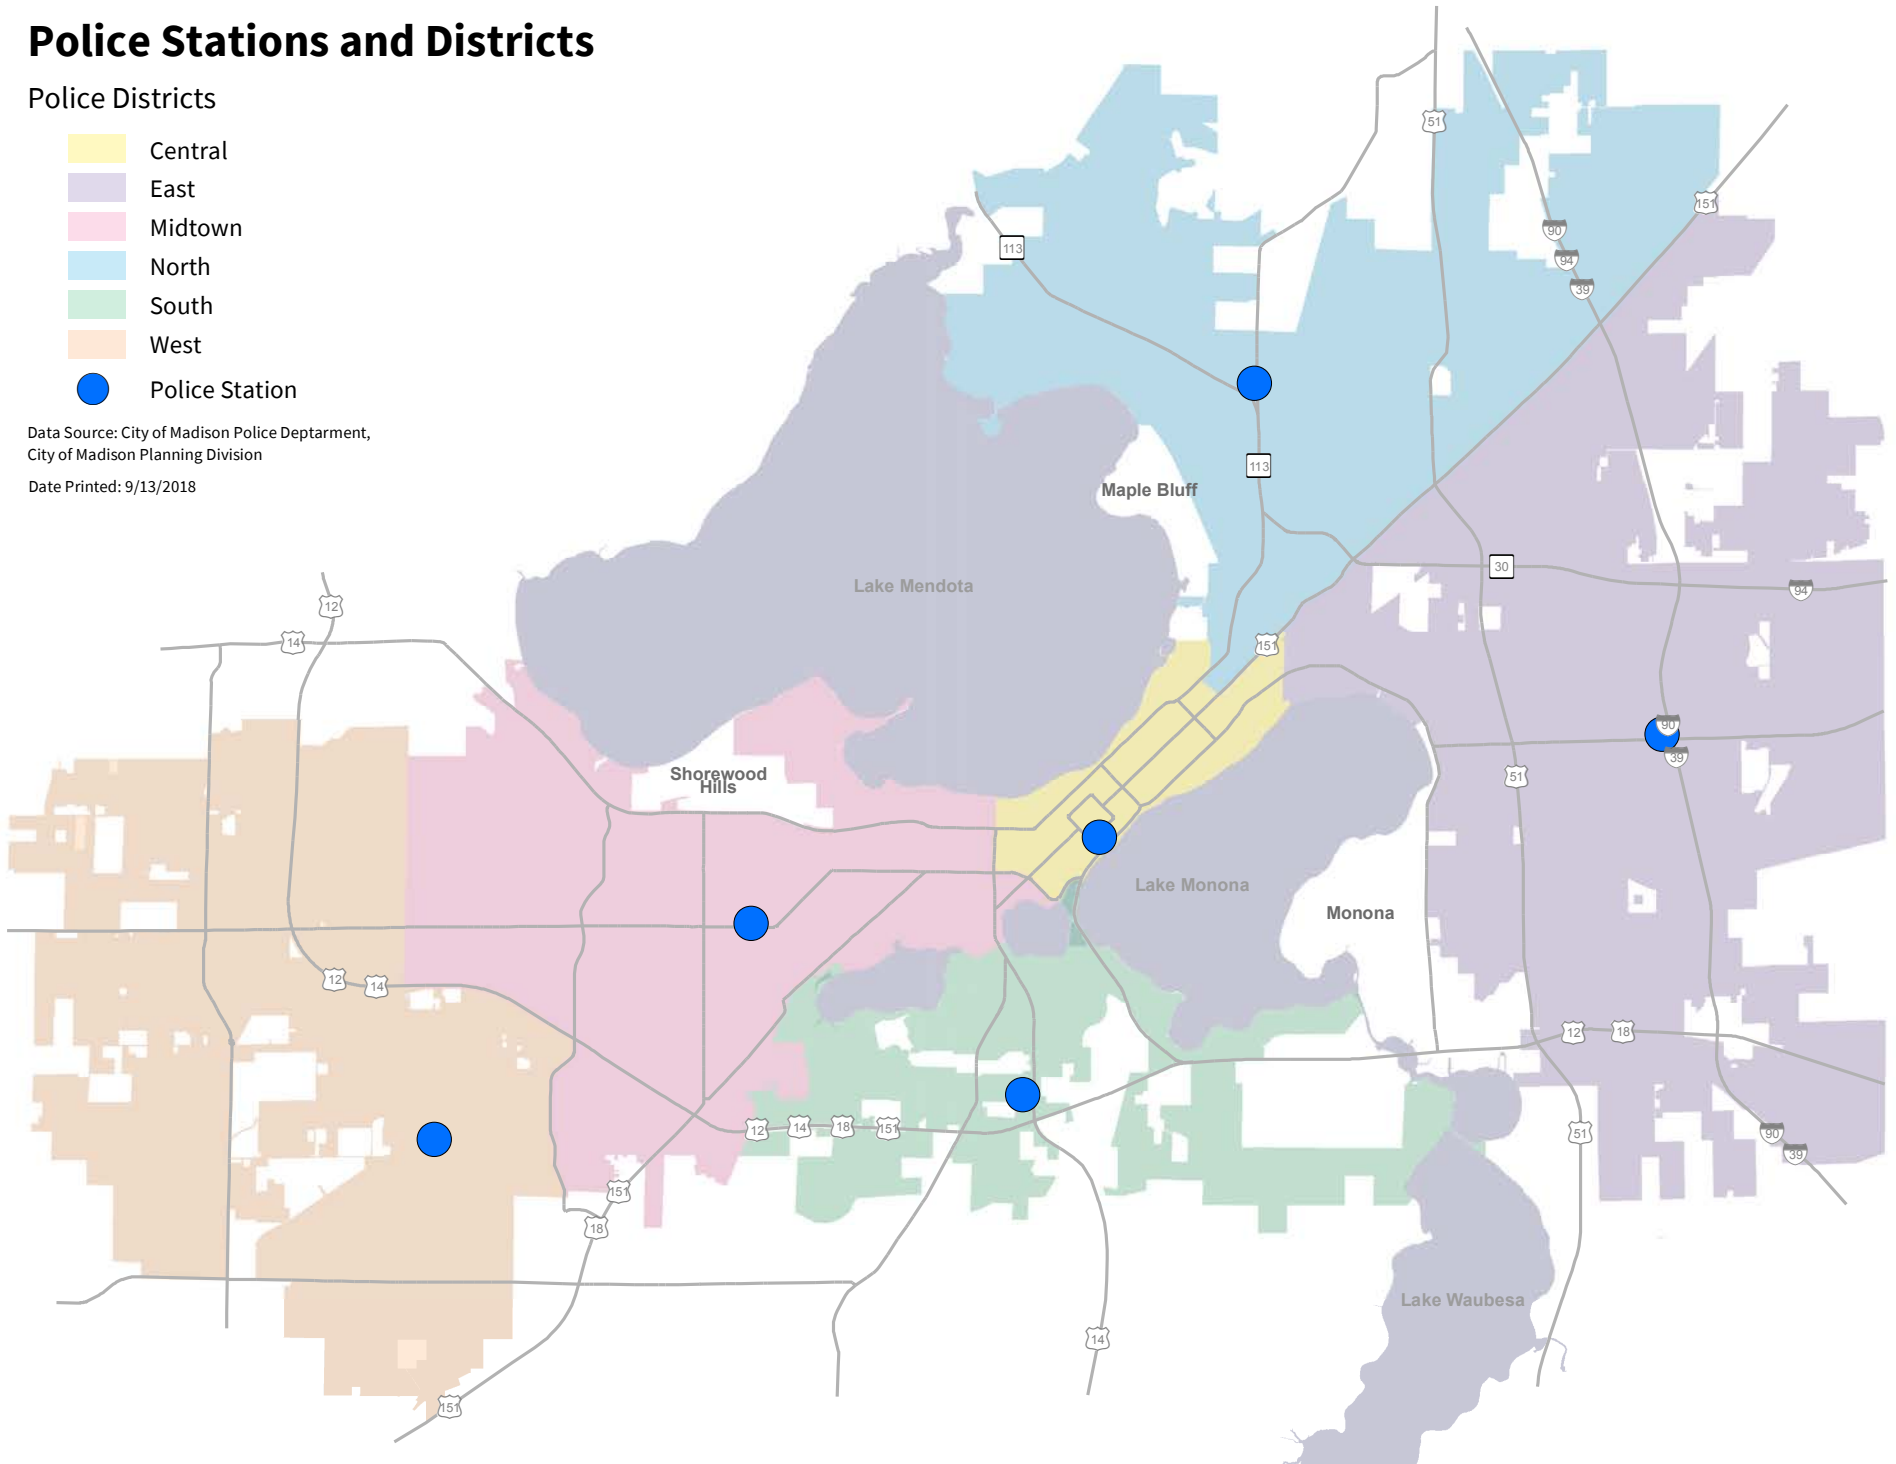 Police Stations and Districts
Police Districts
Central
East
Midtown
North
South
West
Police Station
Data Source: City of Madison Police Deptarment,
City of Madison Planning Division
Date Printed: 9/13/2018
51
151
90
94
39
113
113
Maple Bluff
30
94
Lake Mendota
12
14
151
90
39
51
Shorewood
Hills
Lake Monona
Monona
12
14
12
18
12
14
18
151
51
90
39
151
18
Lake Waubesa
14
151